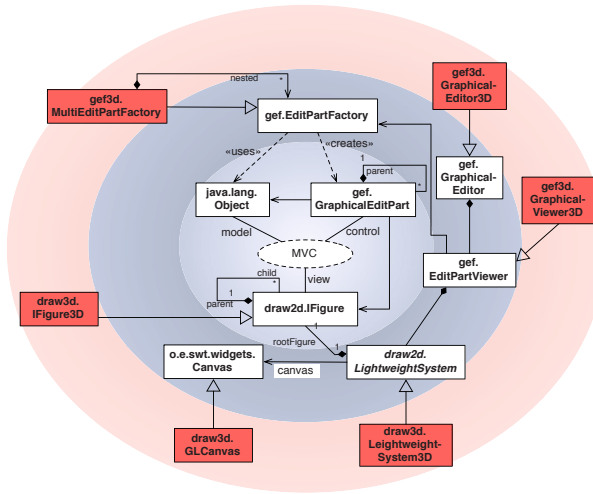 nested
*
gef3d.
MultiEditPartFactory
gef3d.
Graphical-
Editor3D
gef.EditPartFactory
«uses»
«creates»
1
parent
*
gef.
Graphical-
Editor
java.lang.
Object
gef.
GraphicalEditPart
gef3d.
Graphical-
Viewer3D
model
control
MVC
gef.
EditPartViewer
child
*
view
1
parent
draw3d.
IFigure3D
draw2d.IFigure
1
rootFigure
1
o.e.swt.widgets.
Canvas
canvas
draw2d.
LightweightSystem
draw3d.
GLCanvas
draw3d.
Leightweight-
System3D